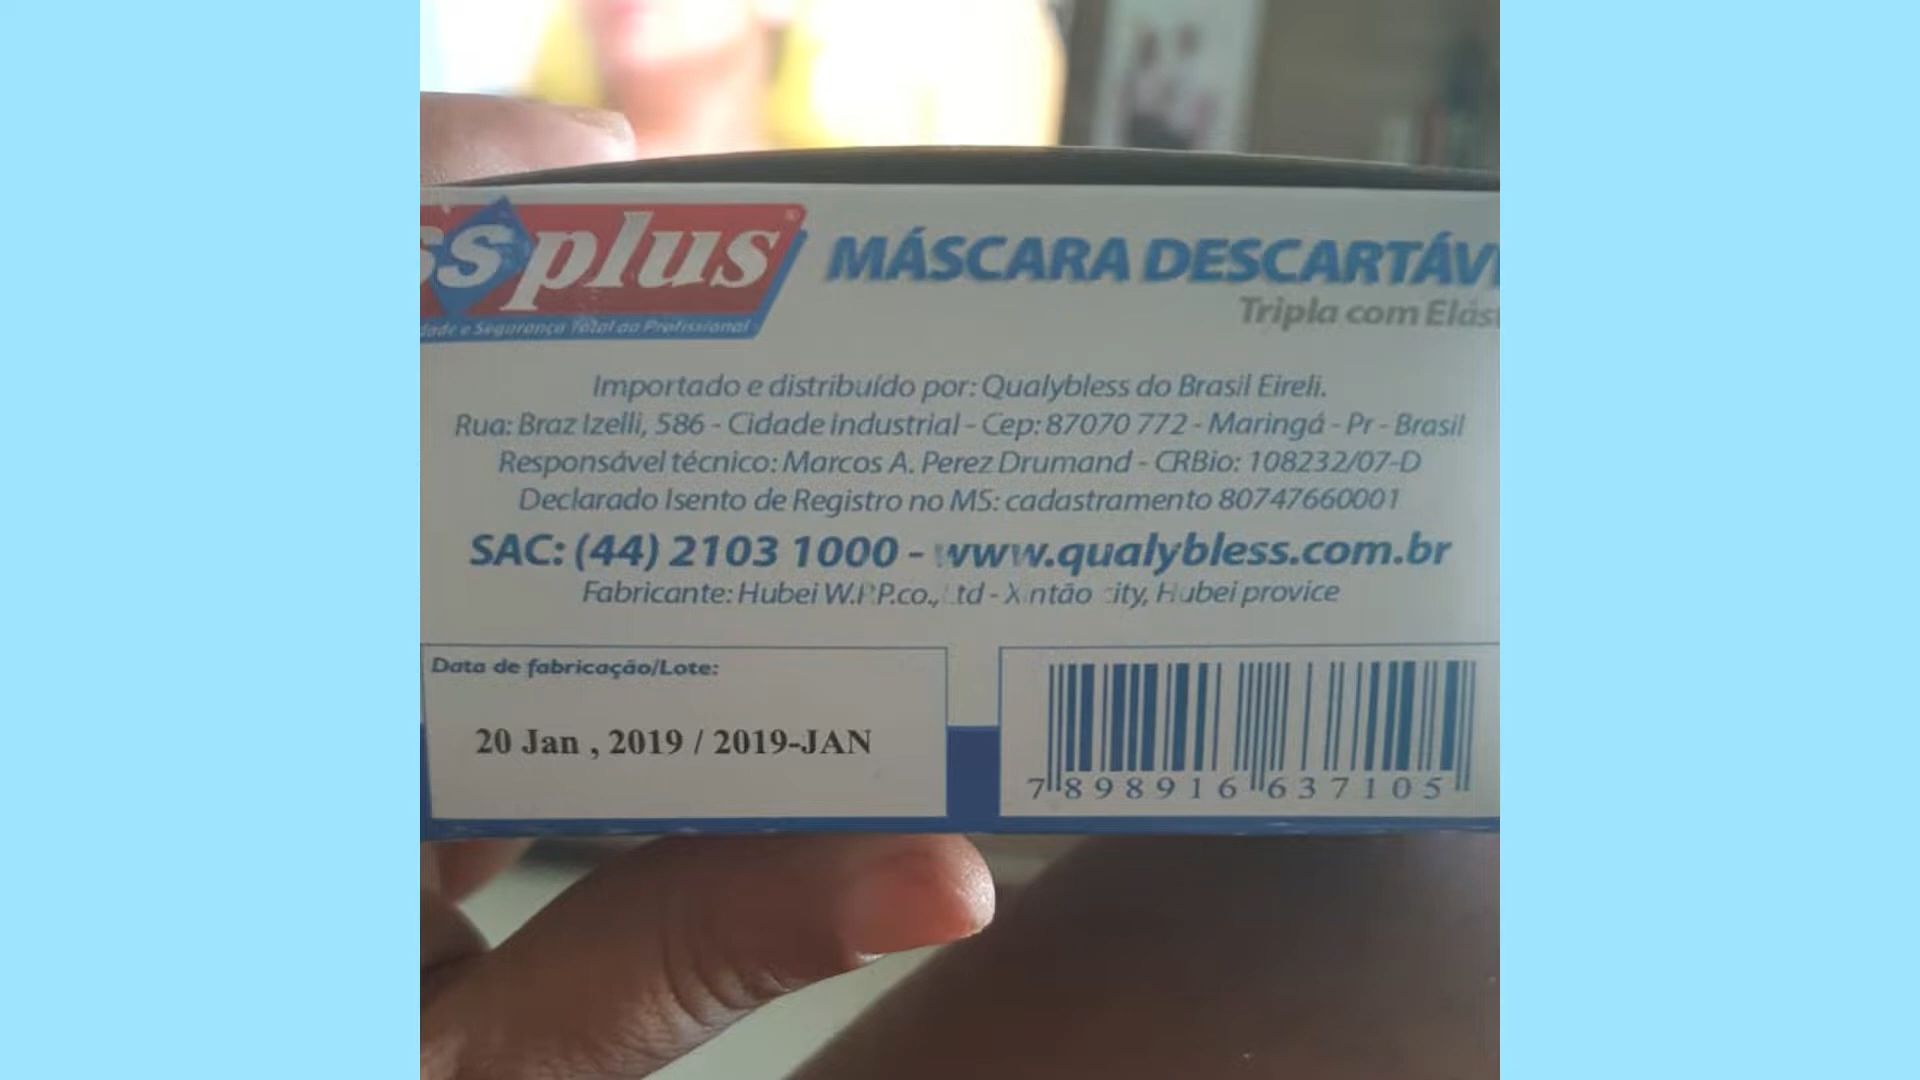 ssplus®
MÁSCARA DESCARTÁV
Tripla com Elás
dade e Segurança Total ao Profissional
Importado e distribuído por: Qualybless do Brasil Eireli.
Rua: Braz Izelli, 586 - Cidade Industrial - Cep: 87070 772 - Maringá - Pr - Brasil
Responsável técnico: Marcos A. Perez Drumand - CRBio: 108232/07-D
Declarado Isento de Registro no MS: cadastramento 80747660001
SAC: (44) 2103 1000 - www.qualybless.com.br
Fabricante: Hubei W.P.P.co., Ltd - Xintão city, Hubei provice
Data de fabricação/Lote:
20 Jan , 2019 / 2019-JAN
7 898916 637105